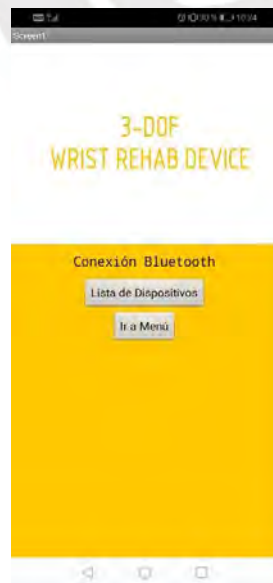 Screen1
3-DOF
WRIST REHAB DEVICE
Conexión Bluetooth
Lista de Dispositivos
Ir a Menú